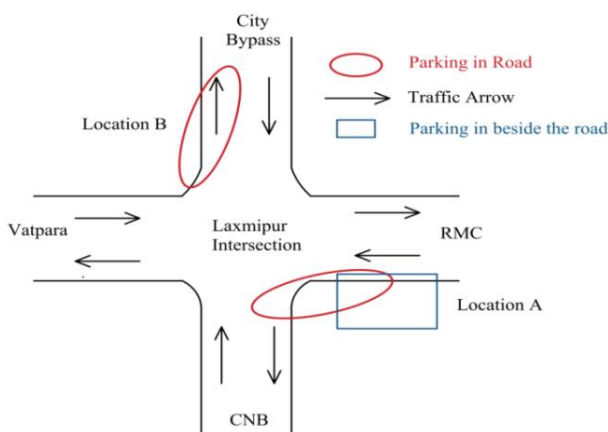 City
Bypass
Parking in Road
Traffic Arrow
Parking in beside the road
Location B
Vatpara
Laxmipur
Intersection
RMC
Location A
CNB